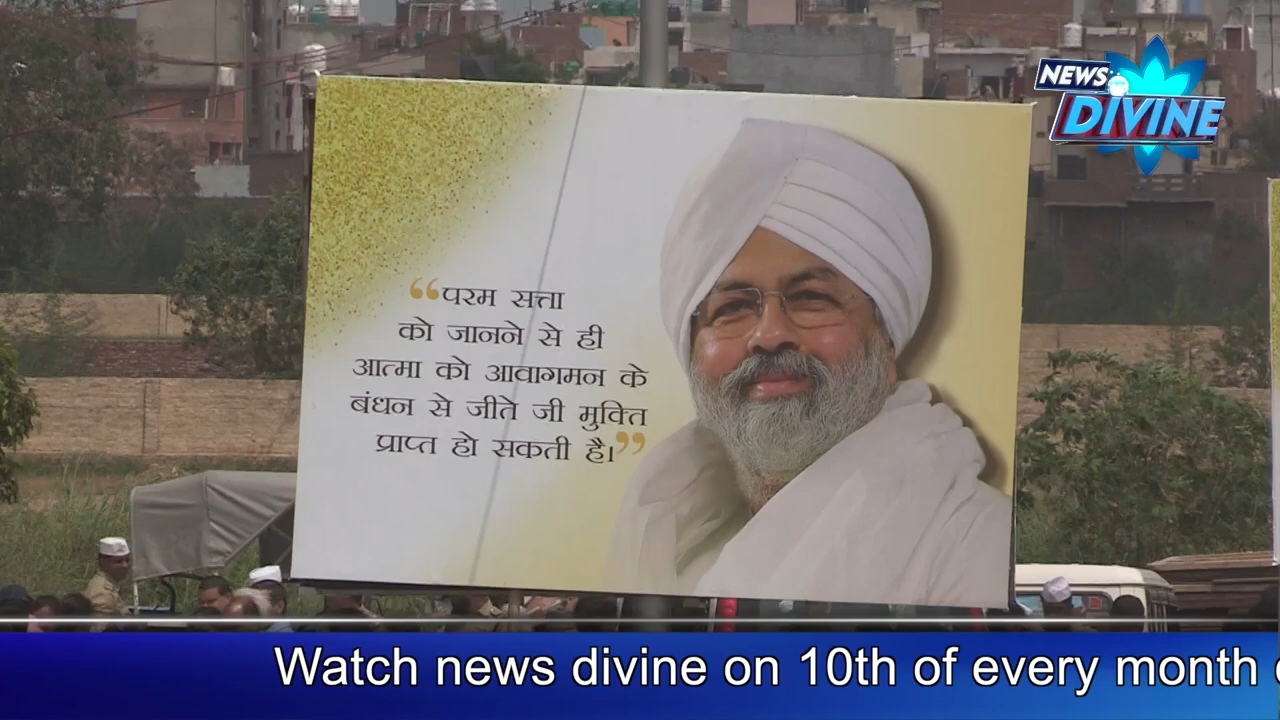 NEWS
DIVINE
“परम सत्ता
को जानने से ही
आत्मा को आवागमन के
बंधन से जीते जी मुक्ति
प्राप्त हो सकती है।”
Watch news divine on 10th of every month